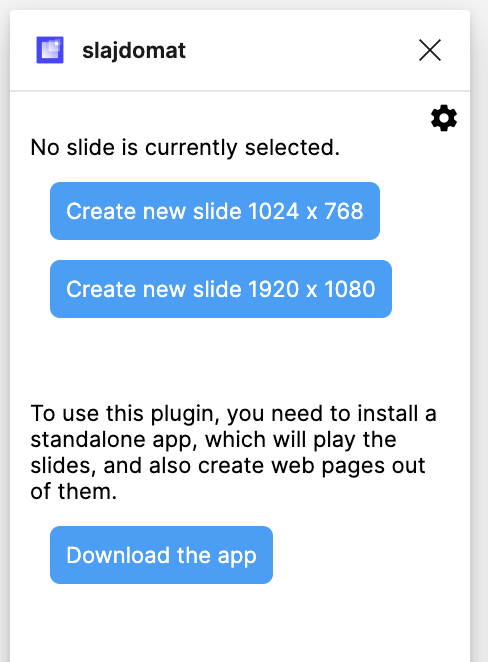 slajdomat
No slide is currently selected.
Create new slide 1024 x 768
Create new slide 1920 x 1080
To use this plugin, you need to install a
standalone app, which will play the
slides, and also create web pages out
of them.
Download the app